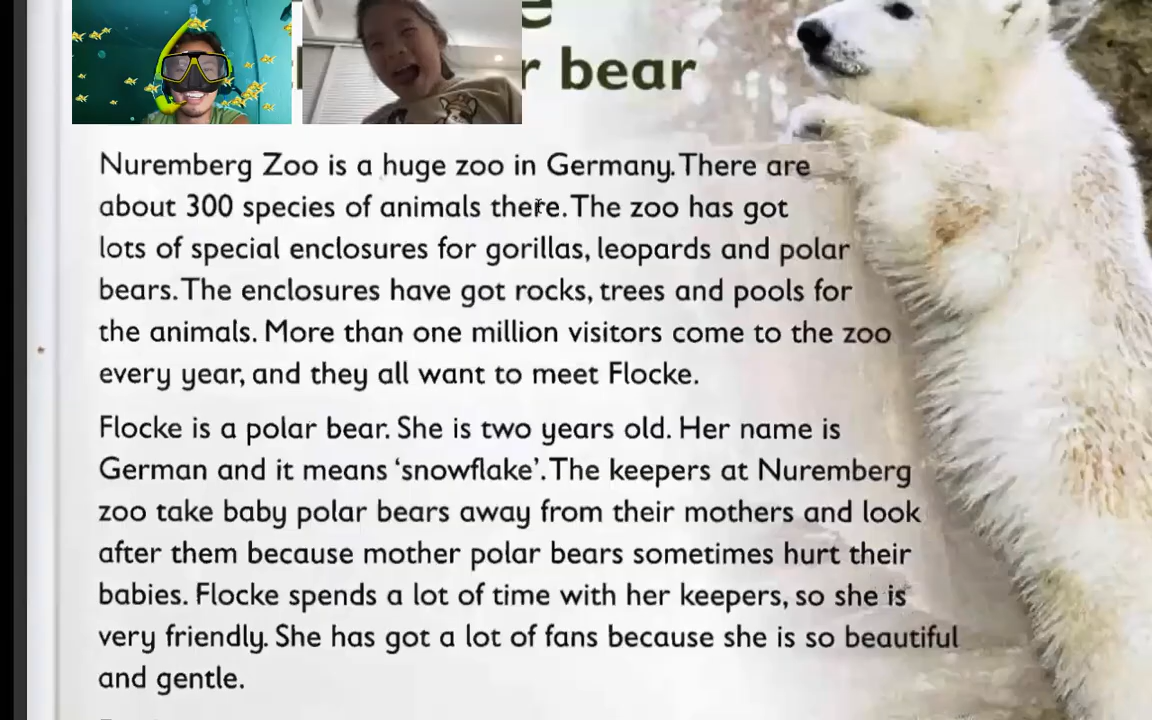 r bear
Nuremberg Zoo is a huge zoo in Germany. There are
about 300 species of animals there. The zoo has got
lots of special enclosures for gorillas, leopards and polar
bears. The enclosures have got rocks, trees and pools for
the animals. More than one million visitors come to the zoo
every year, and they all want to meet Flocke.
Flocke is a polar bear. She is two years old. Her name is
German and it means ‘snowflake’. The keepers at Nuremberg
zoo take baby polar bears away from their mothers and look
after them because mother polar bears sometimes hurt their
babies. Flocke spends a lot of time with her keepers, so she is
very friendly. She has got a lot of fans because she is so beautiful
and gentle.